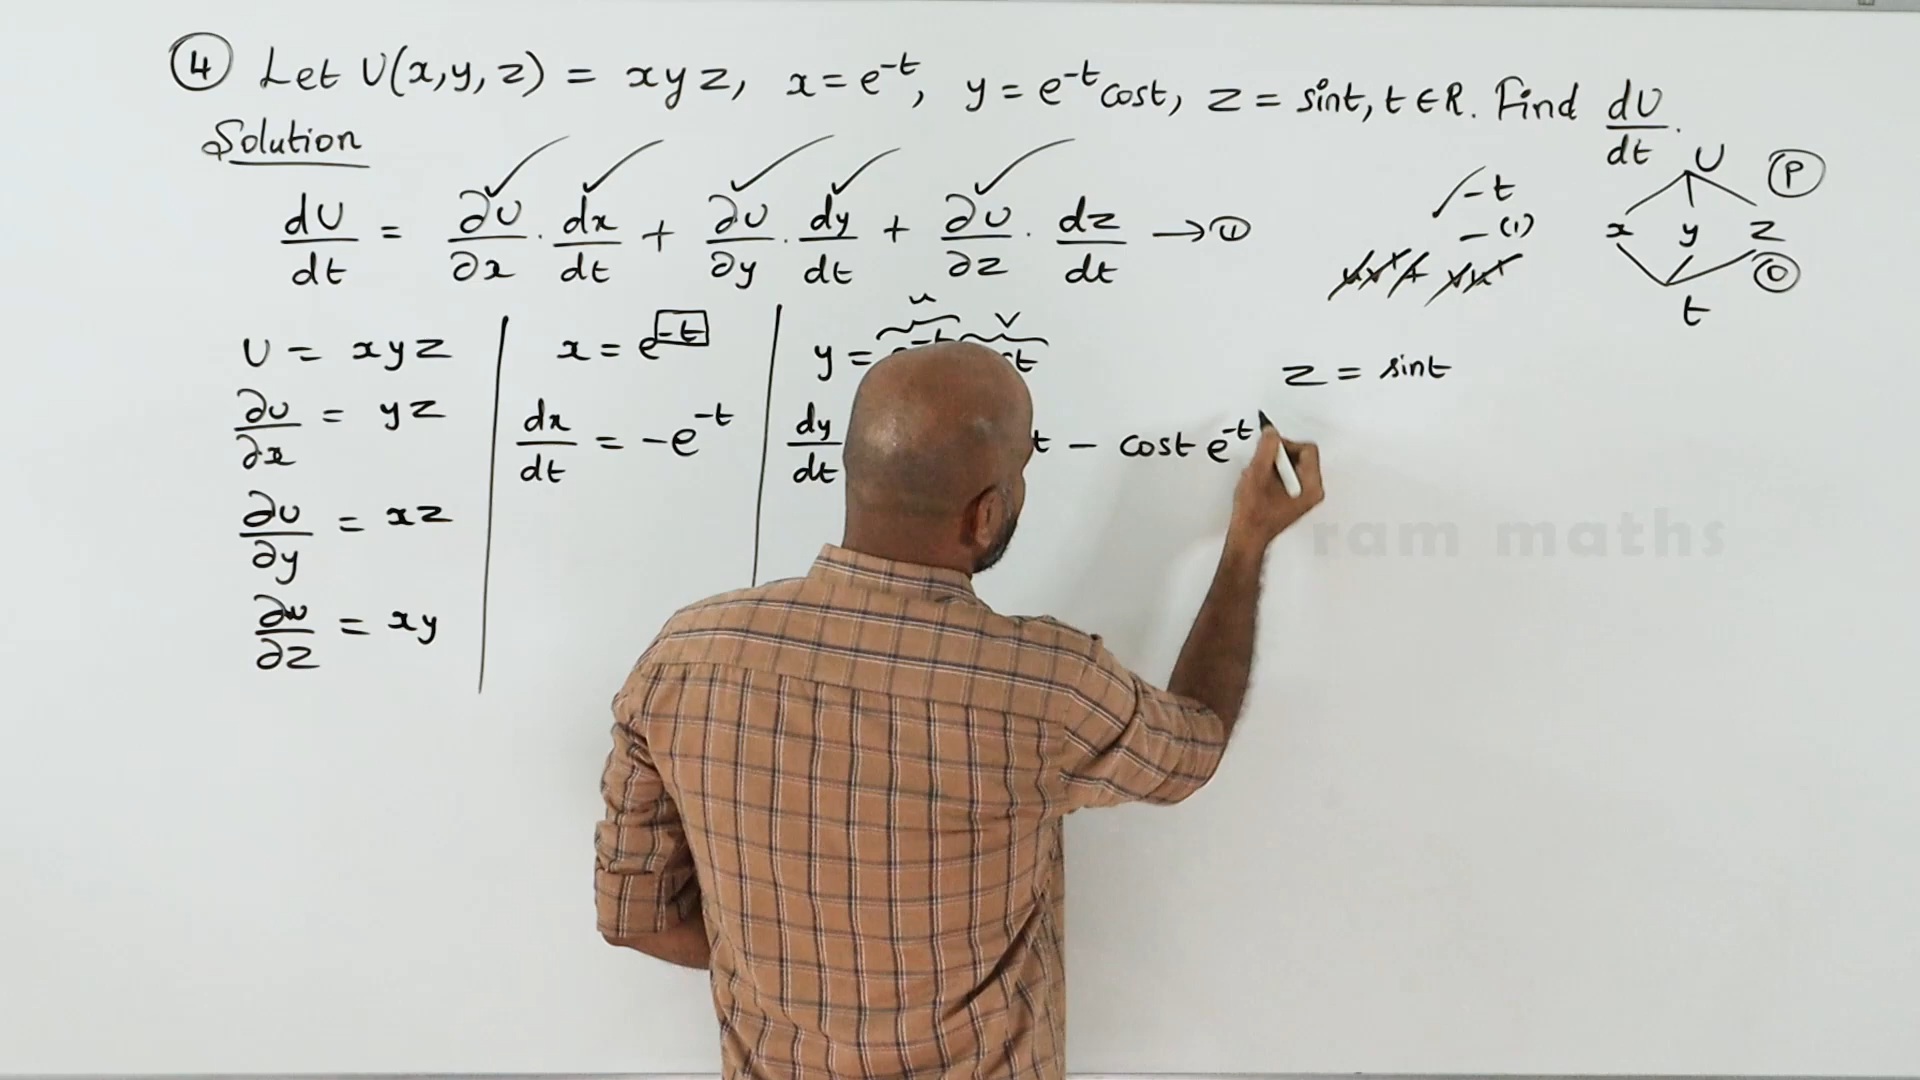 ④ Let U(x,y,z) = xyz, x = e^-t, y = e^-t cost, z = sint, t ∈ R. Find dU/dt.
Solution
dU/dt = ∂U/∂x · dx/dt + ∂U/∂y · dy/dt + ∂U/∂z · dz/dt → ①
-t
-(1)
U
P
x y z
O
t
U = xyz
∂U/∂x = yz
∂U/∂y = xz
∂U/∂z = xy
x = e^-t
dx/dt = -e^-t
u v
y =
dy/dt t - cost e^-t
z = sint
ram maths